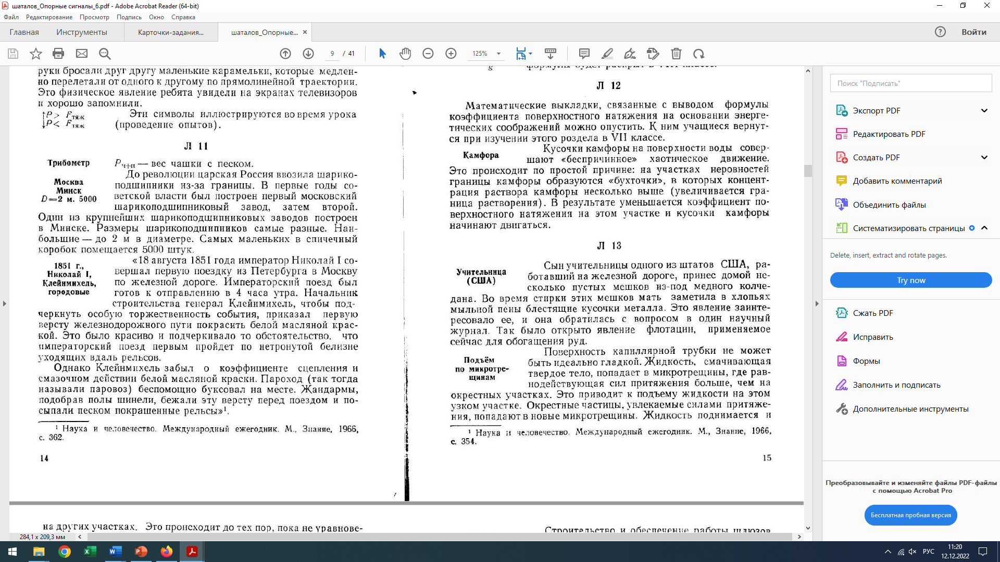 шаталов_Опорные сигналы_6.pdf - Adobe Acrobat Reader (64-bit)
Файл Редактирование Просмотр Подпись Окно Справка
Главная Инструменты Карточки-задания... шаталов_Опорные... ×
Войти
9 / 41 125%
руки бросали друг другу маленькие карамельки, которые медлен-
но перелетали от одного к другому по прямолинейной траектории.
Это физическое явление ребята увидели на экранах телевизоров
и хорошо запомнили.
↑P > Fтяж
↓P < Fтяж
Эти символы иллюстрируются во время урока
(проведение опытов).
Л 11
Трибометр
Pч+п — вес чашки с песком.
Москва
Минск
D=2 м. 5000
До революции царская Россия ввозила шарико-
подшипники из-за границы. В первые годы со-
ветской власти был построен первый московский
шарикоподшипниковый завод, затем второй.
Один из крупнейших шарикоподшипниковых заводов построен
в Минске. Размеры шарикоподшипников самые разные. Наи-
большие — до 2 м в диаметре. Самых маленьких в спичечный
коробок помещается 5000 штук.
1851 г.,
Николай I,
Клейнмихель,
городовые
«18 августа 1851 года император Николай I со-
вершал первую поездку из Петербурга в Москву
по железной дороге. Императорский поезд был
готов к отправлению в 4 часа утра. Начальник
строительства генерал Клейнмихель, чтобы под-
черкнуть особую торжественность события, приказал первую
версту железнодорожного пути покрасить белой масляной крас-
кой. Это было красиво и подчеркивало то обстоятельство, что
императорский поезд первым пройдет по нетронутой белизне
уходящих вдаль рельсов.
Однако Клейнмихель забыл о коэффициенте сцепления и
смазочном действии белой масляной краски. Пароход (так тогда
называли паровоз) беспомощно буксовал на месте. Жандармы,
подобрав полы шинели, бежали эту версту перед поездом и по-
сыпали песком покрашенные рельсы»¹.
¹ Наука и человечество. Международный ежегодник. М., Знание, 1966,
с. 362.
14
g формулы будет раскрыт в VIII классе.
Л 12
Математические выкладки, связанные с выводом формулы
коэффициента поверхностного натяжения на основании энерге-
тических соображений можно опустить. К ним учащиеся вернут-
ся при изучении этого роздела в VII классе.
Камфора
Кусочки камфоры на поверхности воды совер-
шают «беспричинное» хаотическое движение.
Это происходит по простой причине: на участках неровностей
границы камфоры образуются «бухточки», в которых концент-
рация раствора камфоры несколько выше (увеличивается гра-
ница растворения). В результате уменьшается коэффициент по-
верхностного натяжения на этом участке и кусочки камфоры
начинают двигаться.
Л 13
Учительница
(США)
Сын учительницы одного из штатов США, ра-
ботавший на железной дороге, принес домой не-
сколько пустых мешков из-под медного колче-
дана. Во время стирки этих мешков мать заметила в хлопьях
мыльной пены блестящие кусочки металла. Это явление заинте-
ресовало ее, и она обратилась с вопросом в один научный
журнал. Так было открыто явление флотации, применяемое
сейчас для обогащения руд.
Подъём
по микротре-
щинам
Поверхность капиллярной трубки не может
быть идеально гладкой. Жидкость, смачивающая
твердое тело, попадает в микротрещины, где рав-
нодействующая сил притяжения больше, чем на
окрестных участках. Это приводит к подъему жидкости на этом
узком участке. Окрестные частицы, увлекаемые силами притяже-
ния, попадают в новые микротрещины. Жидкость поднимается и
¹ Наука и человечество. Международный ежегодник. М., Знание, 1966,
с. 354.
15
на других участках. Это происходит до тех пор, пока не уравнове-
Строительство и обеспечение работы шлюзов
284,1 x 209,3 мм
Поиск "Подписать"
Экспорт PDF
Редактировать PDF
Создать PDF
Добавить комментарий
Объединить файлы
Систематизировать страницы
Delete, insert, extract and rotate pages.
Try now
Сжать PDF
Исправить
Формы
Заполнить и подписать
Дополнительные инструменты
Преобразовывайте и изменяйте файлы PDF-файлы
с помощью Acrobat Pro
Бесплатная пробная версия
РУС
11:20
12.12.2022